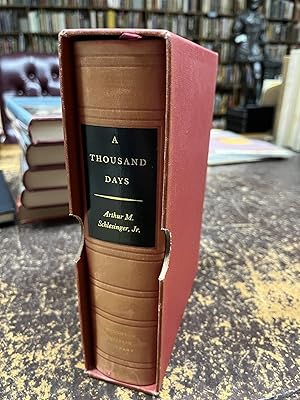 A
THOUSAND
DAYS
Arthur M.
Schlesinger, Jr.